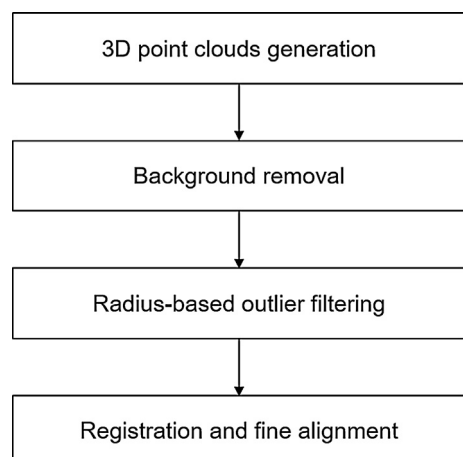 3D point clouds generation
Background removal
Radius-based outlier filtering
Registration and fine alignment